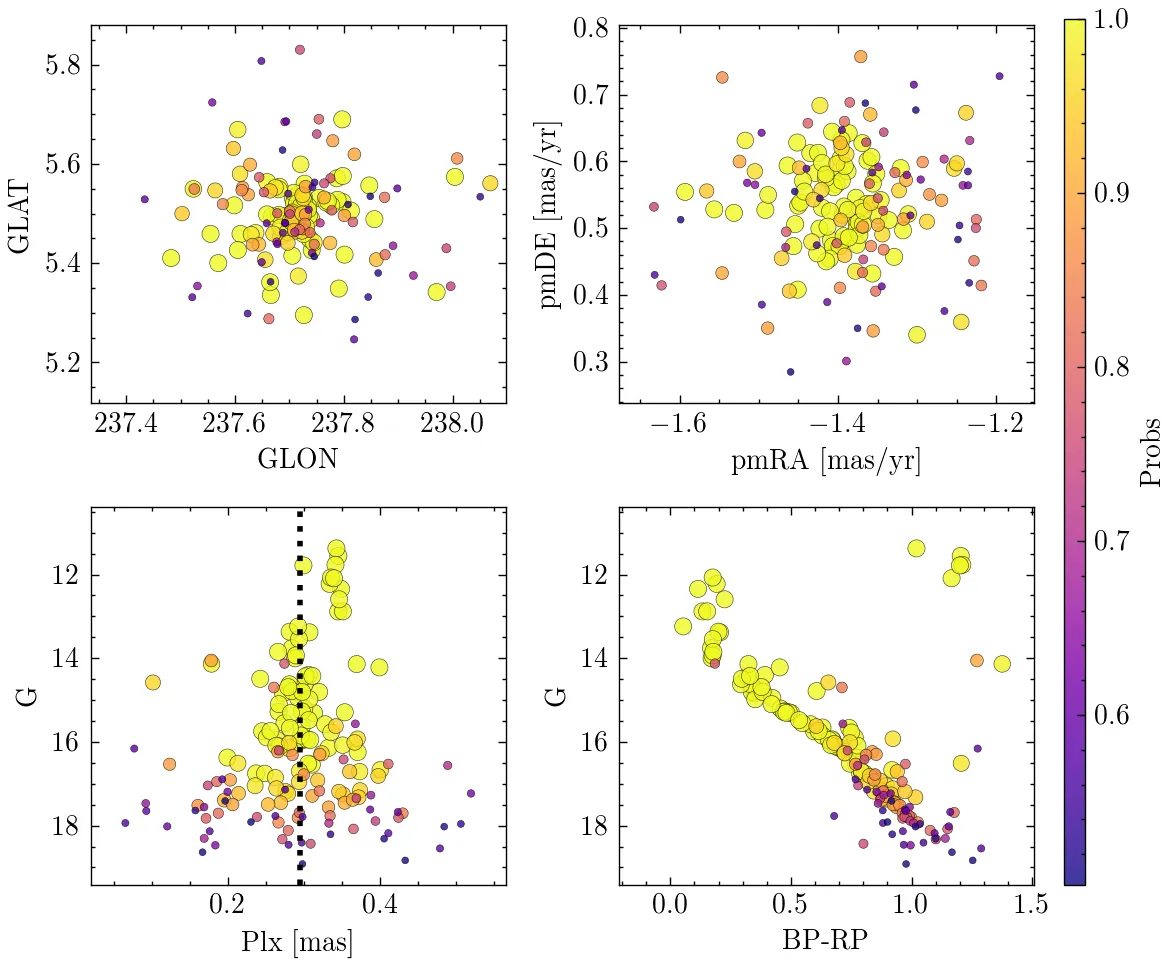 5.8
5.6
5.4
5.2
GLAT
237.4 237.6 237.8 238.0
GLON
0.8
0.7
0.6
0.5
0.4
0.3
pmDE [mas/yr]
−1.6 −1.4 −1.2
pmRA [mas/yr]
12
14
16
18
G
0.2 0.4
Plx [mas]
12
14
16
18
G
0.0 0.5 1.0 1.5
BP-RP
1.0
0.9
0.8
0.7
0.6
Probs